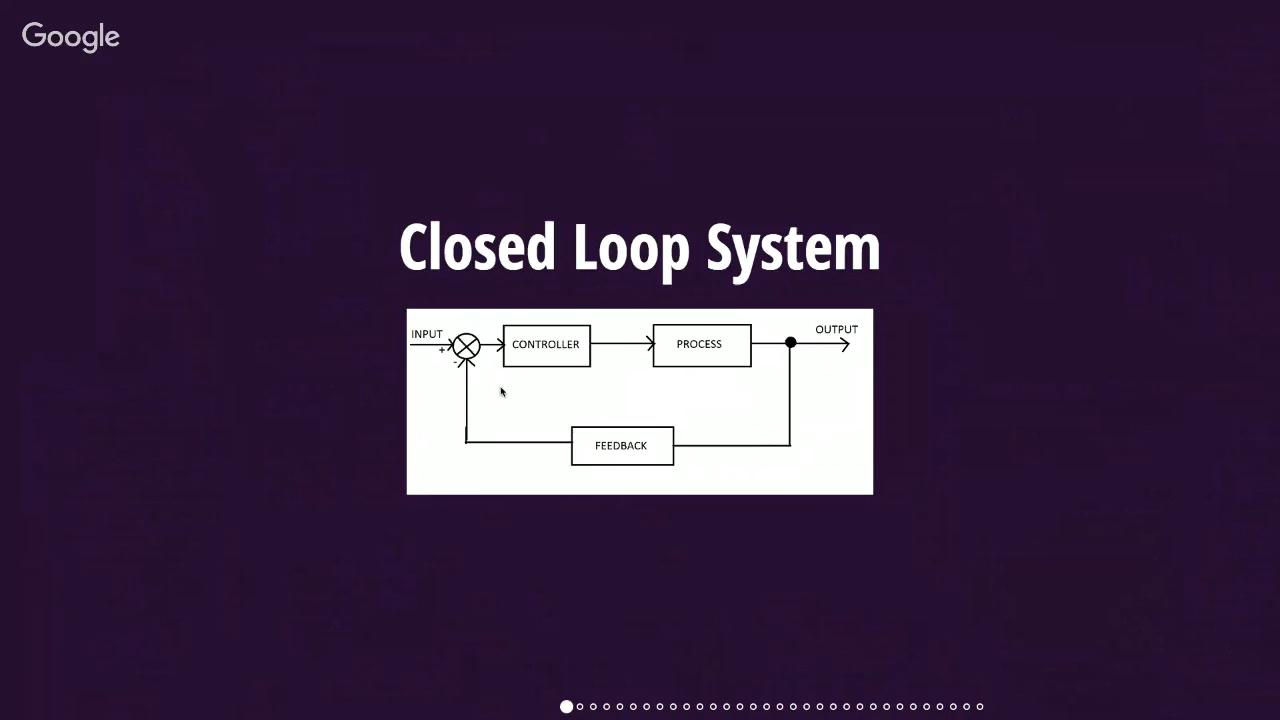 Google
Closed Loop System
INPUT
OUTPUT
+
-
CONTROLLER
PROCESS
FEEDBACK